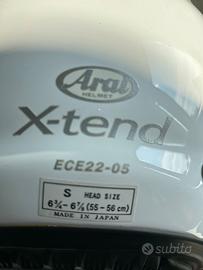 Arai
HELMET
X-tend
ECE22-05
S HEAD SIZE
6¾ - 6⅞ (55 - 56 cm)
MADE IN JAPAN
subito